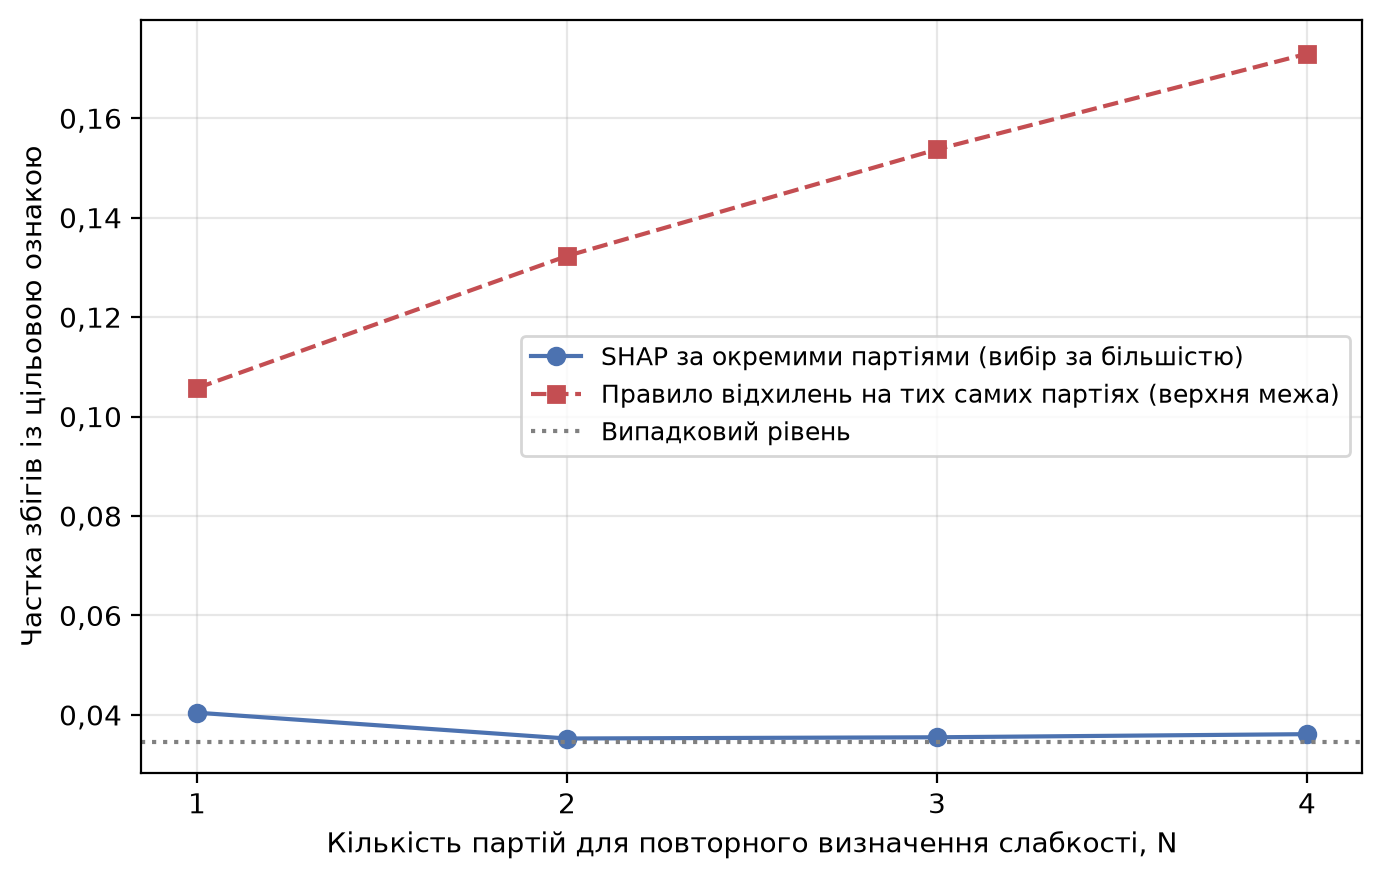 Частка збігів із цільовою ознакою
0,16
0,14
0,12
0,10
0,08
0,06
0,04
SHAP за окремими партіями (вибір за більшістю)
Правило відхилень на тих самих партіях (верхня межа)
Випадковий рівень
1 2 3 4
Кількість партій для повторного визначення слабкості, N